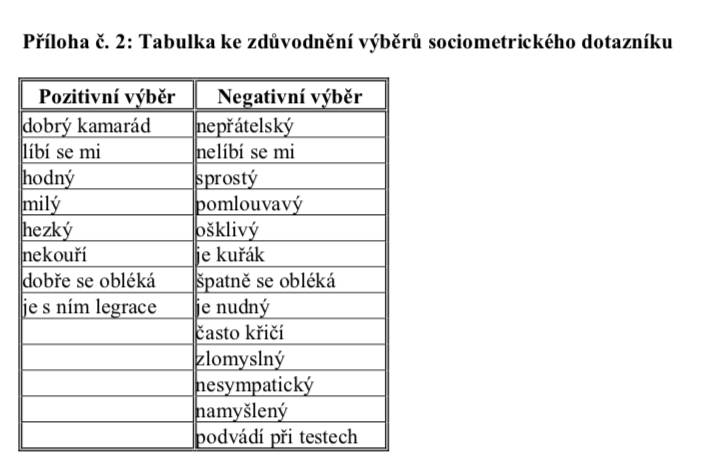 Příloha č. 2: Tabulka ke zdůvodnění výběrů sociometrického dotazníku
Pozitivní výběr Negativní výběr
dobrý kamarád nepřátelský
líbí se mi nelíbí se mi
hodný sprostý
milý pomlouvavý
hezký ošklivý
nekouří je kuřák
dobře se obléká špatně se obléká
je s ním legrace je nudný
často křičí
zlomyslný
nesympatický
namyšlený
podvádí při testech